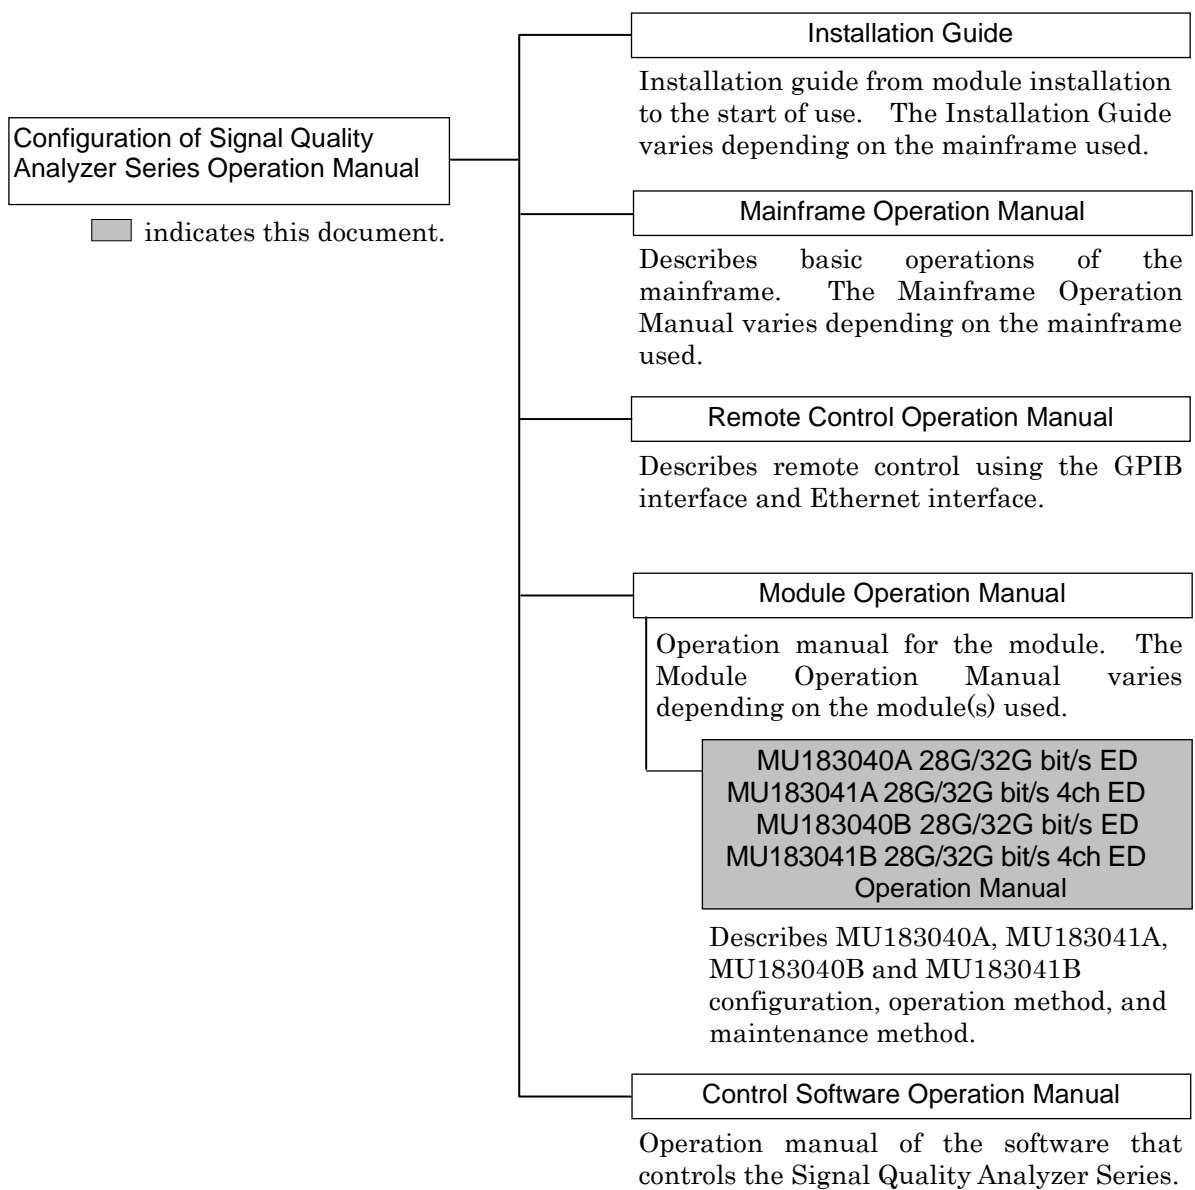 Installation Guide
Installation guide from module installation
to the start of use. The Installation Guide
varies depending on the mainframe used.
Configuration of Signal Quality
Analyzer Series Operation Manual
indicates this document.
Mainframe Operation Manual
Describes basic operations of the
mainframe. The Mainframe Operation
Manual varies depending on the mainframe
used.
Remote Control Operation Manual
Describes remote control using the GPIB
interface and Ethernet interface.
Module Operation Manual
Operation manual for the module. The
Module Operation Manual varies
depending on the module(s) used.
MU183040A 28G/32G bit/s ED
MU183041A 28G/32G bit/s 4ch ED
MU183040B 28G/32G bit/s ED
MU183041B 28G/32G bit/s 4ch ED
Operation Manual
Describes MU183040A, MU183041A,
MU183040B and MU183041B
configuration, operation method, and
maintenance method.
Control Software Operation Manual
Operation manual of the software that
controls the Signal Quality Analyzer Series.